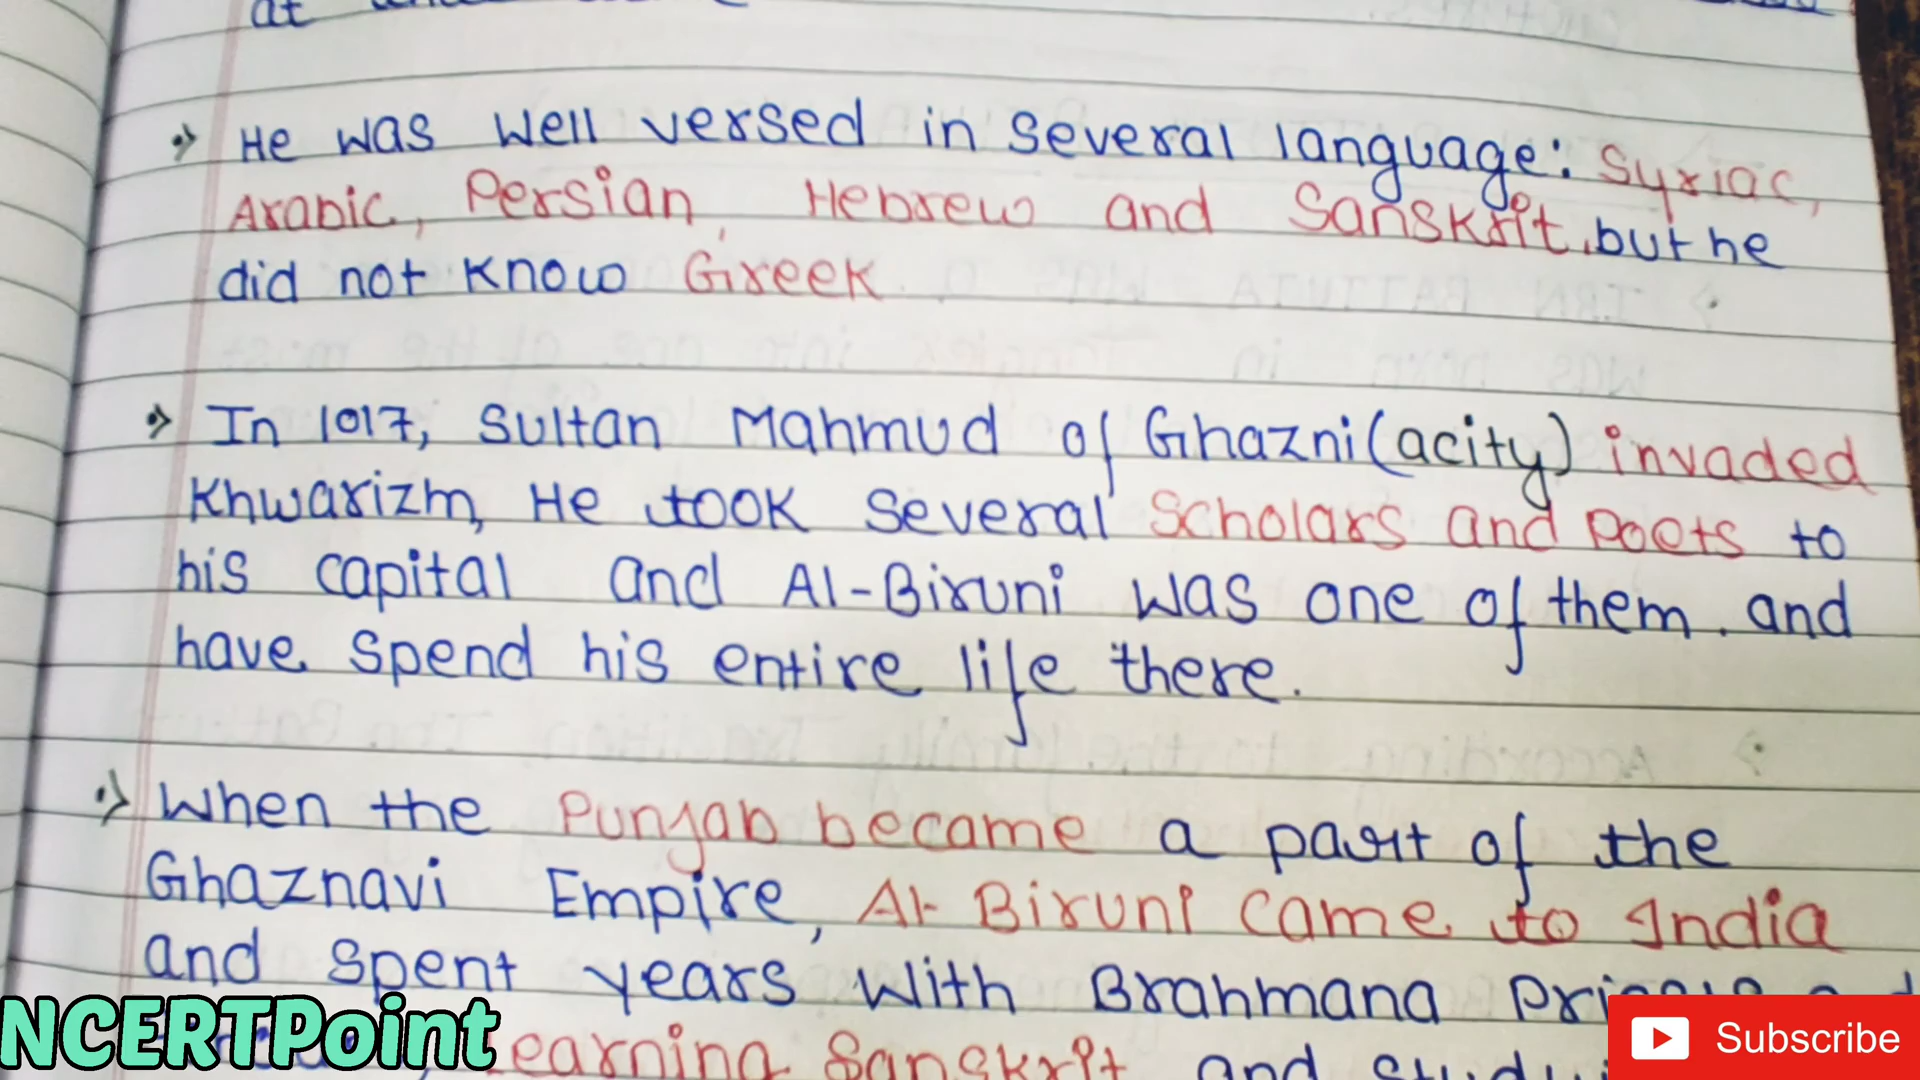 at
→ He was well versed in several language: Syriac,
Arabic, Persian, Hebrew and Sanskrit. but he
did not know Greek
→ In 1017, Sultan Mahmud of Ghazni (acity) invaded
Khwarizm, He took several Scholars and Poets to
his capital and Al-Biruni was one of them. and
have spend his entire life there.
→ When the Punjab became a part of the
Ghaznavi Empire, Al-Biruni came to India
and spent years with Brahmana
learning Sanskrit and
NCERTPoint
Subscribe